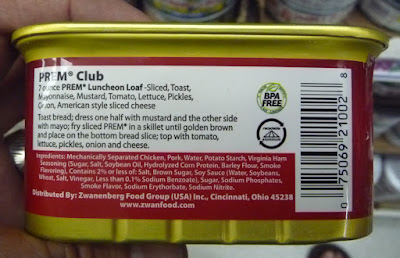 PREM® Club
7 ounce PREM® Luncheon Loaf -Sliced, Toast,
Mayonnaise, Mustard, Tomato, Lettuce, Pickles,
Onion, American style sliced cheese
Toast bread; dress one half with mustard and the other side
with mayo; fry sliced PREM® in a skillet until golden brown
and place on the bottom bread slice; top with tomato,
lettuce, pickles, onion and cheese.
Ingredients: Mechanically Separated Chicken, Pork, Water, Potato Starch, Virginia Ham
Seasoning (Sugar, Salt, Soybean Oil, Hydrolyzed Corn Protein, Barley Flour, Smoke
Flavoring), Contains 2% or less of: Salt, Brown Sugar, Soy Sauce (Water, Soybeans,
Wheat, Salt, Vinegar, Less than 0.1% Sodium Benzoate), Sugar, Sodium Phosphates,
Smoke Flavor, Sodium Erythorbate, Sodium Nitrite.
Distributed By: Zwanenberg Food Group (USA) Inc., Cincinnati, Ohio 45238
www.zwanfood.com
BPA
FREE
0 75069 21002 8